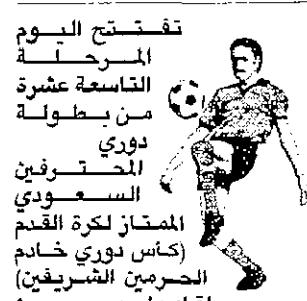 تفتتح اليوم
المرحلة
التاسعة عشرة
من بطولة
دوري
المحترفين
السعودي
الممتاز لكرة القدم
(كأس دوري خادم
الحرمين الشريفين)